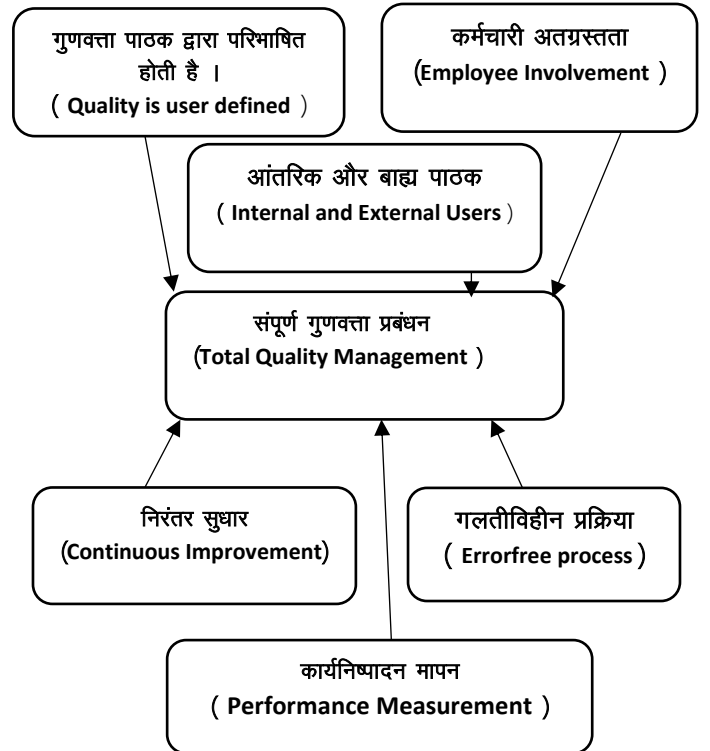 गुणवत्ता पाठक द्वारा परिभाषित
होती है ।
( Quality is user defined )
कर्मचारी अतग्रस्तता
(Employee Involvement )
आंतरिक और बाह्य पाठक
( Internal and External Users )
संपूर्ण गुणवत्ता प्रबंधन
(Total Quality Management )
निरंतर सुधार
(Continuous Improvement)
गलतीविहीन प्रक्रिया
( Errorfree process )
कार्यनिष्पादन मापन
( Performance Measurement )